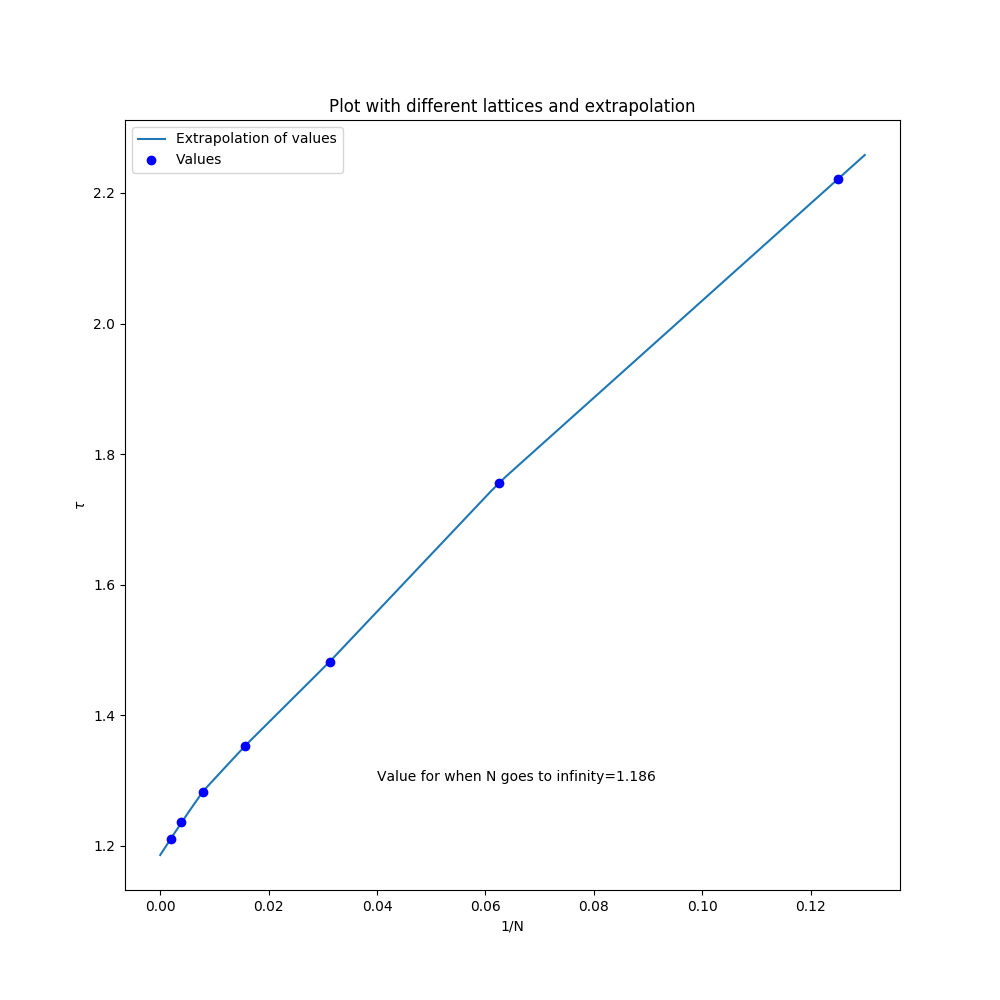 Plot with different lattices and extrapolation
Extrapolation of values
Values
2.2
2.0
1.8
1.6
1.4
1.2
τ
Value for when N goes to infinity=1.186
0.00 0.02 0.04 0.06 0.08 0.10 0.12
1/N